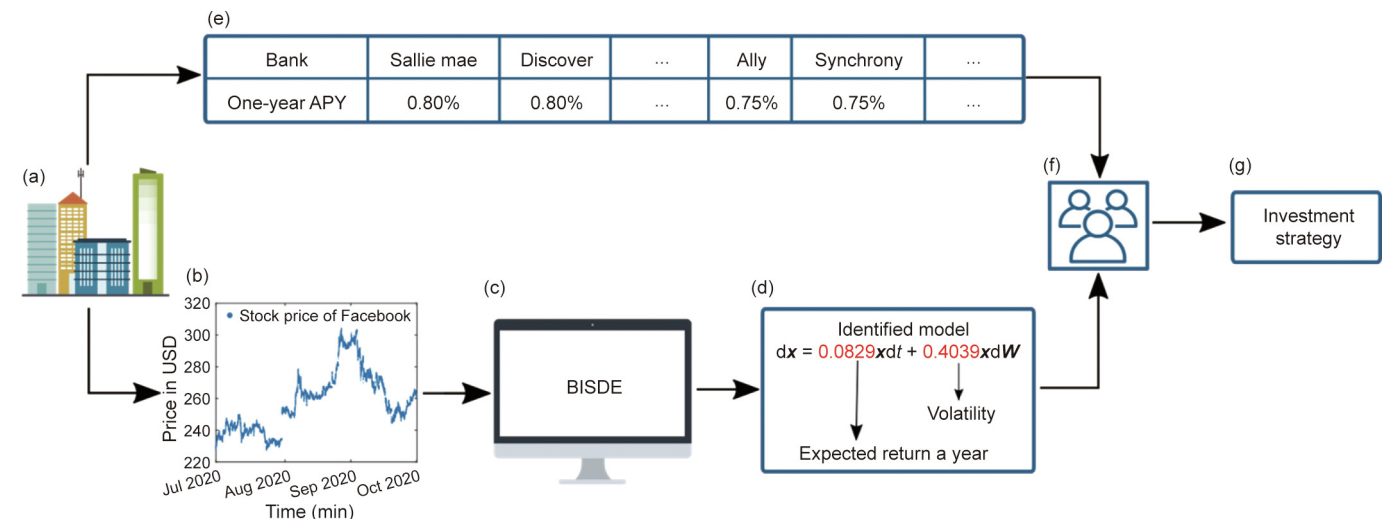 (e)
Bank Sallie mae Discover ... Ally Synchrony ...
One-year APY 0.80% 0.80% ... 0.75% 0.75% ...
(a)
(f)
(g)
Investment
strategy
(b)
320
300
280
260
240
220
Price in USD
Stock price of Facebook
Jul 2020 Aug 2020 Sep 2020 Oct 2020
Time (min)
(c)
BISDE
(d)
Identified model
dx = 0.0829xdt + 0.4039xdW
Volatility
Expected return a year